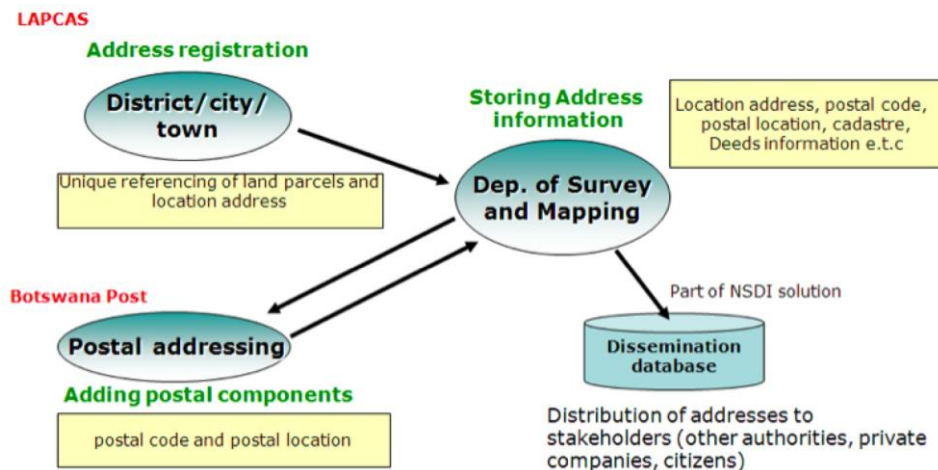 LAPCAS
Address registration
District/city/
town
Unique referencing of land parcels and
location address
Storing Address
information
Dep. of Survey
and Mapping
Location address, postal code,
postal location, cadastre,
Deeds information e.t.c
Botswana Post
Postal addressing
Adding postal components
postal code and postal location
Part of NSDI solution
Dissemination
database
Distribution of addresses to
stakeholders (other authorities, private
companies, citizens)